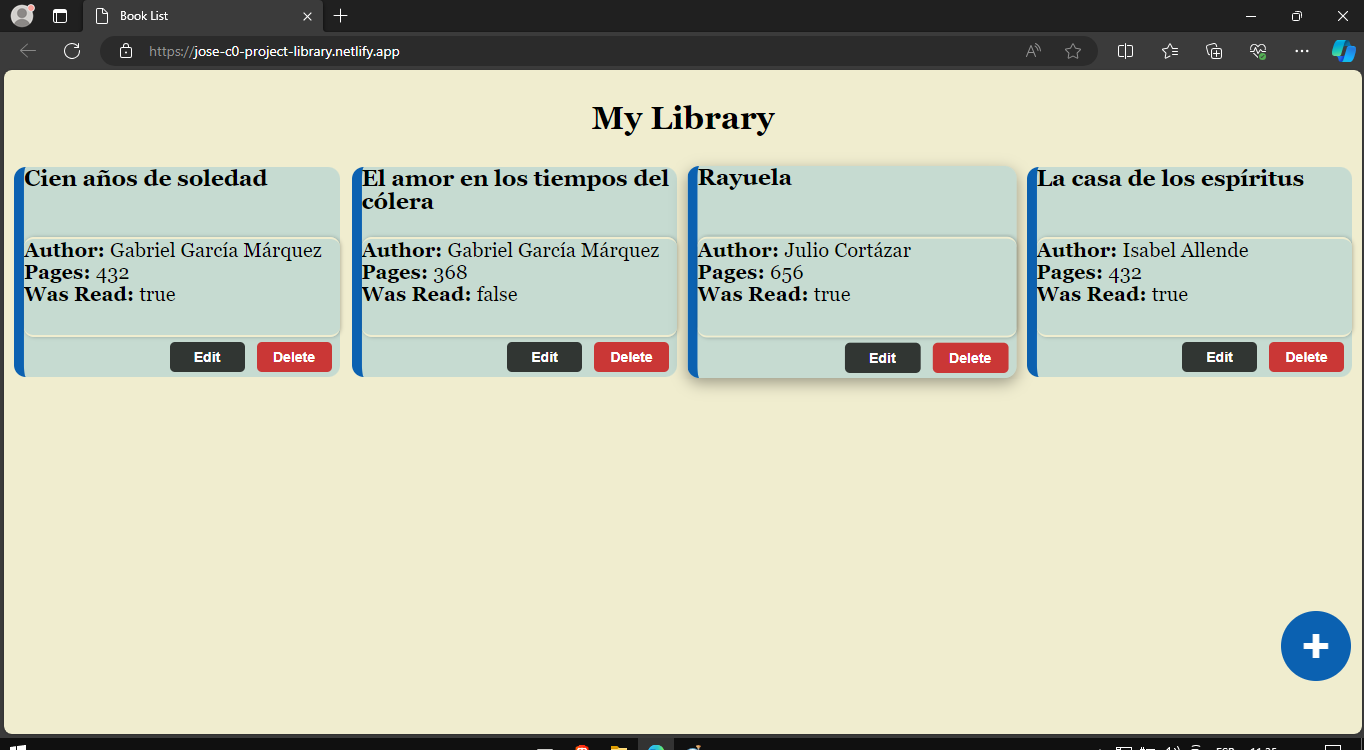 Book List
https://jose-c0-project-library.netlify.app
My Library
Cien años de soledad
Author: Gabriel García Márquez
Pages: 432
Was Read: true
Edit Delete
El amor en los tiempos del
cólera
Author: Gabriel García Márquez
Pages: 368
Was Read: false
Edit Delete
Rayuela
Author: Julio Cortázar
Pages: 656
Was Read: true
Edit Delete
La casa de los espíritus
Author: Isabel Allende
Pages: 432
Was Read: true
Edit Delete
+